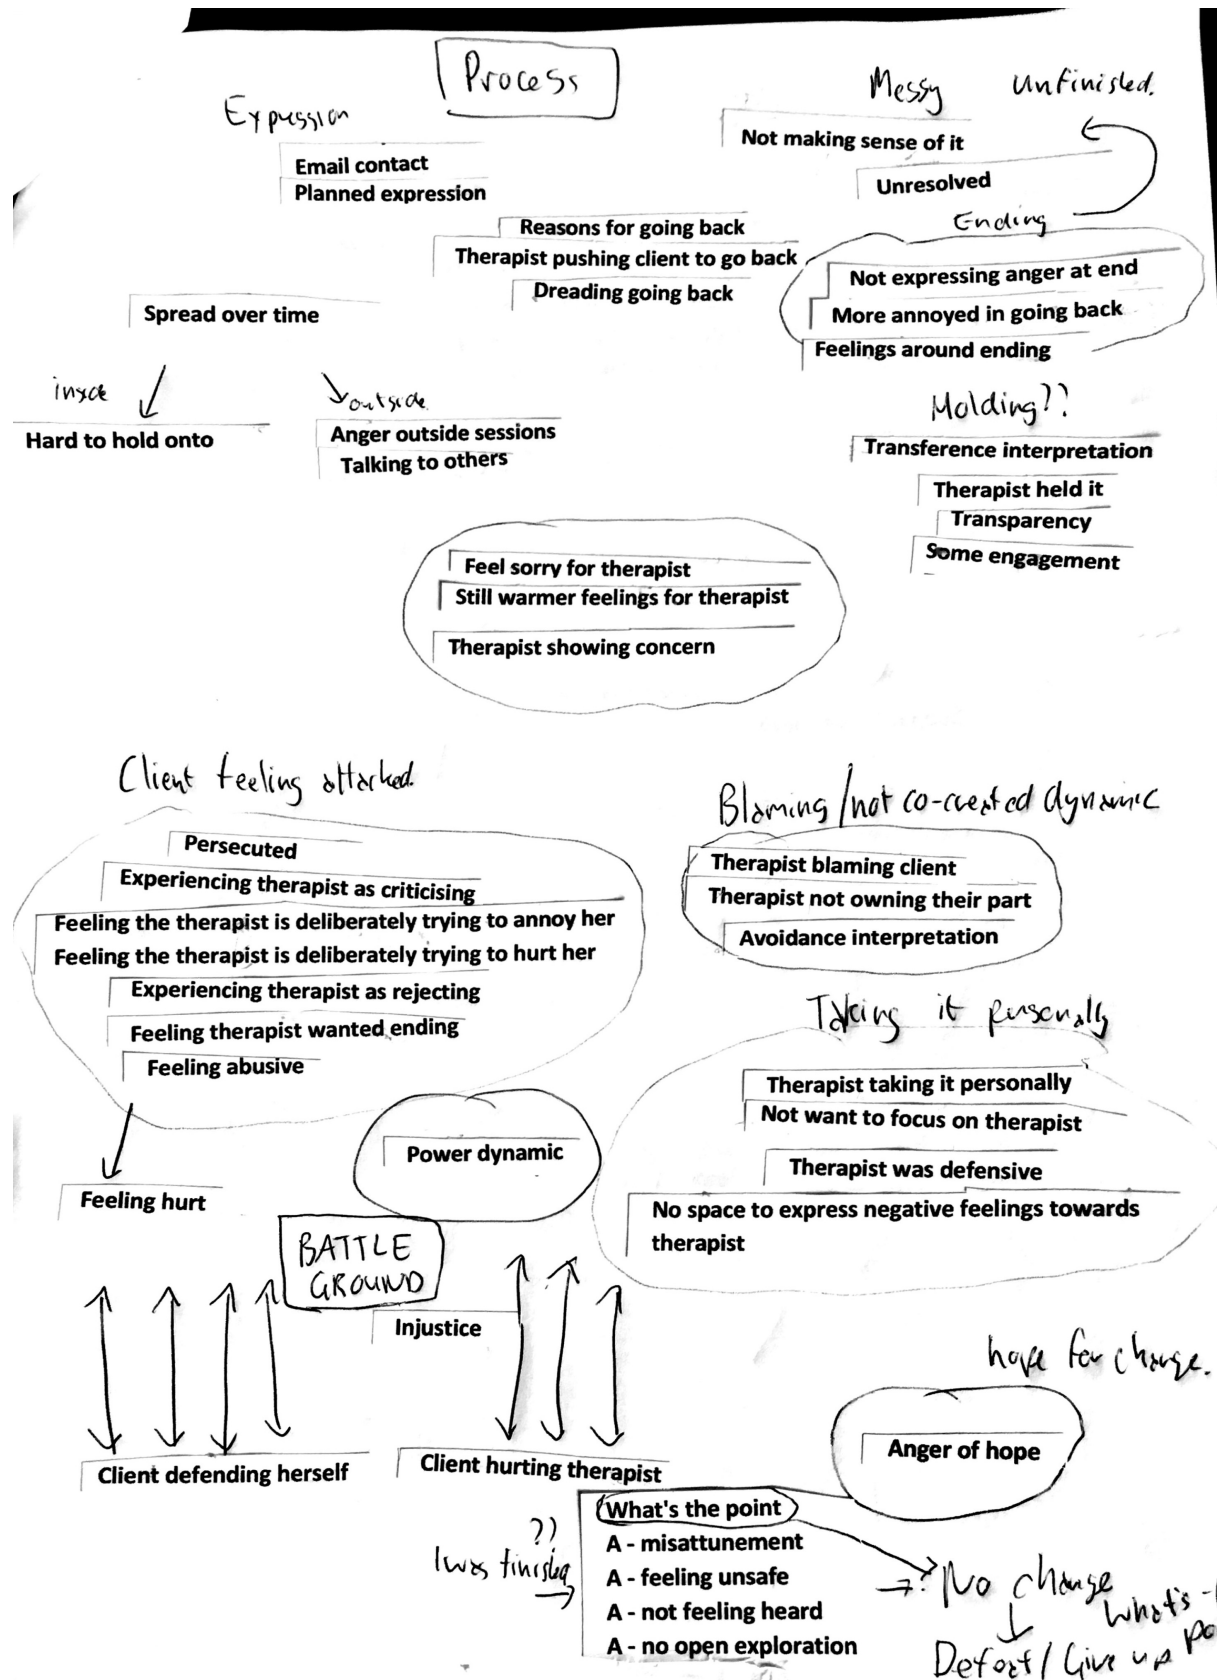 Process
Expression
Messy
Unfinished.
Not making sense of it
Email contact
Planned expression
Unresolved
Ending
Reasons for going back
Therapist pushing client to go back
Dreading going back
Not expressing anger at end
More annoyed in going back
Feelings around ending
Spread over time
inside
outside
Hard to hold onto
Anger outside sessions
Talking to others
Molding??
Transference interpretation
Therapist held it
Transparency
Some engagement
Feel sorry for therapist
Still warmer feelings for therapist
Therapist showing concern
Client feeling attacked.
Persecuted
Experiencing therapist as criticising
Feeling the therapist is deliberately trying to annoy her
Feeling the therapist is deliberately trying to hurt her
Experiencing therapist as rejecting
Feeling therapist wanted ending
Feeling abusive
Feeling hurt
Blaming/not co-created dynamic
Therapist blaming client
Therapist not owning their part
Avoidance interpretation
Taking it personally
Therapist taking it personally
Not want to focus on therapist
Therapist was defensive
No space to express negative feelings towards
therapist
Power dynamic
BATTLE
GROUND
Injustice
Client defending herself
Client hurting therapist
hope for change.
Anger of hope
What's the point
A - misattunement
A - feeling unsafe
A - not feeling heard
A - no open exploration
??
I was
?
No change
What's
Defeat/Give up